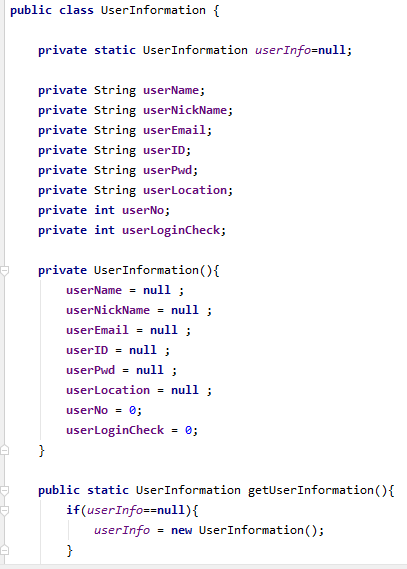 public class UserInformation {
private static UserInformation userInfo=null;
private String userName;
private String userNickName;
private String userEmail;
private String userID;
private String userPwd;
private String userLocation;
private int userNo;
private int userLoginCheck;
private UserInformation(){
userName = null ;
userNickName = null ;
userEmail = null ;
userID = null ;
userPwd = null ;
userLocation = null ;
userNo = 0;
userLoginCheck = 0;
}
public static UserInformation getUserInformation(){
if(userInfo==null){
userInfo = new UserInformation();
}